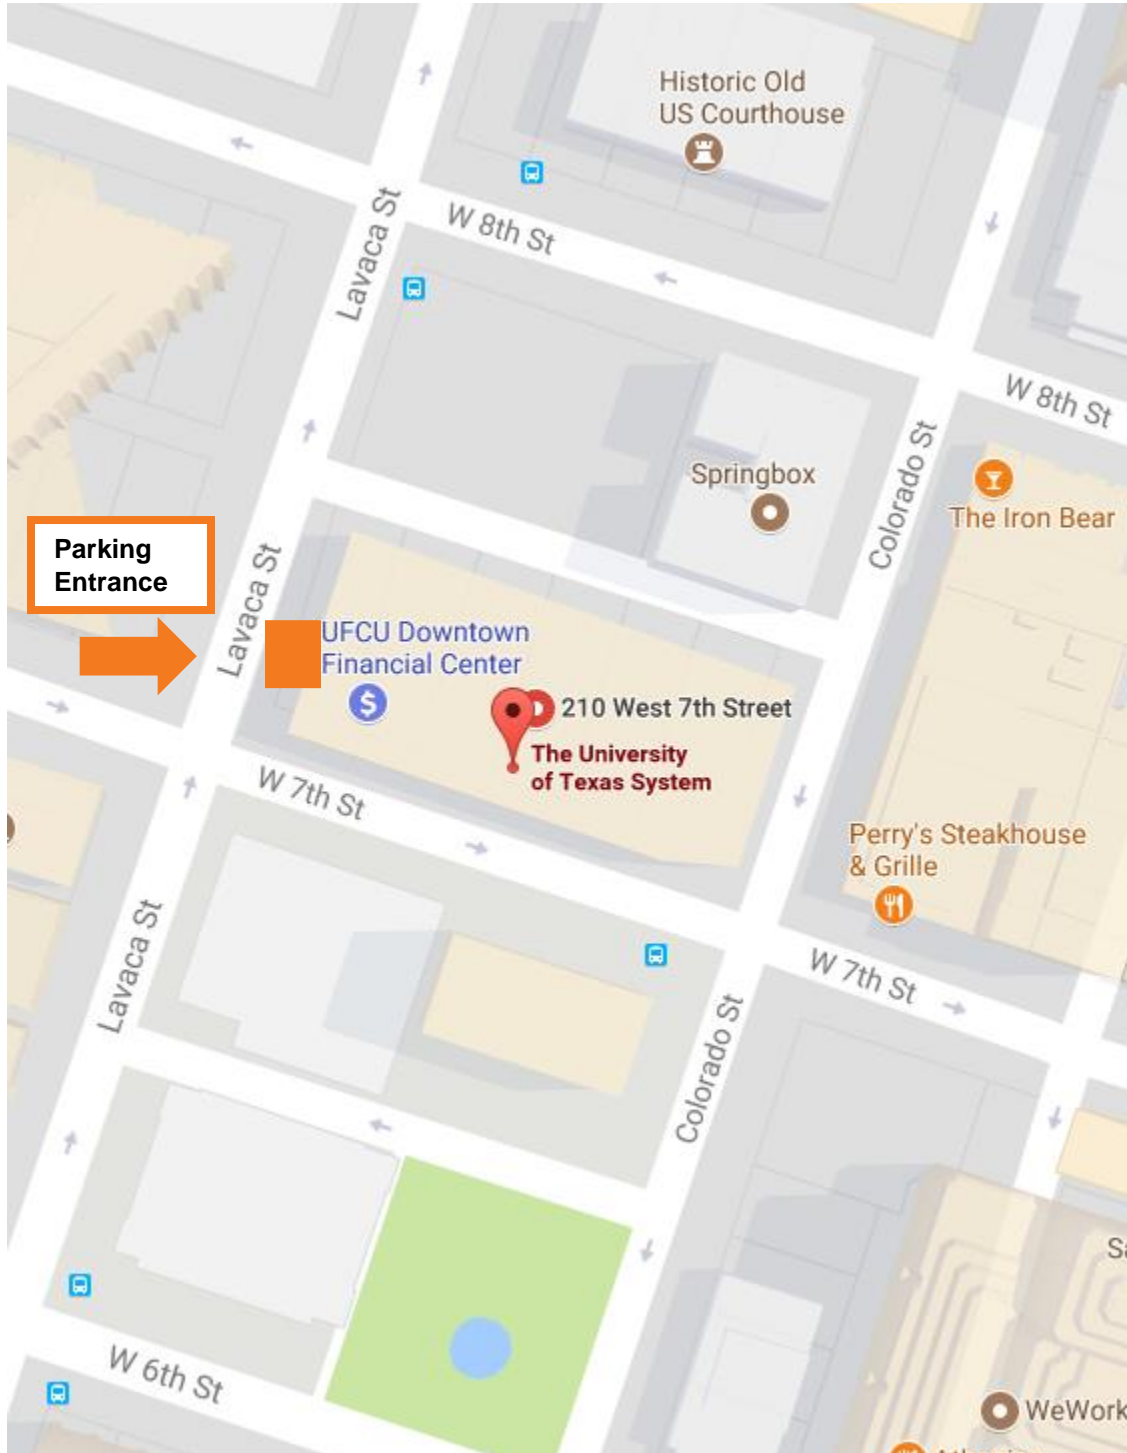 Historic Old
US Courthouse
Lavaca St
W 8th St
W 8th St
Colorado St
Springbox
The Iron Bear
Parking
Entrance
Lavaca St
UFCU Downtown
Financial Center
$
210 West 7th Street
The University
of Texas System
W 7th St
Perry's Steakhouse
& Grille
Lavaca St
W 7th St
Colorado St
W 6th St
WeWork